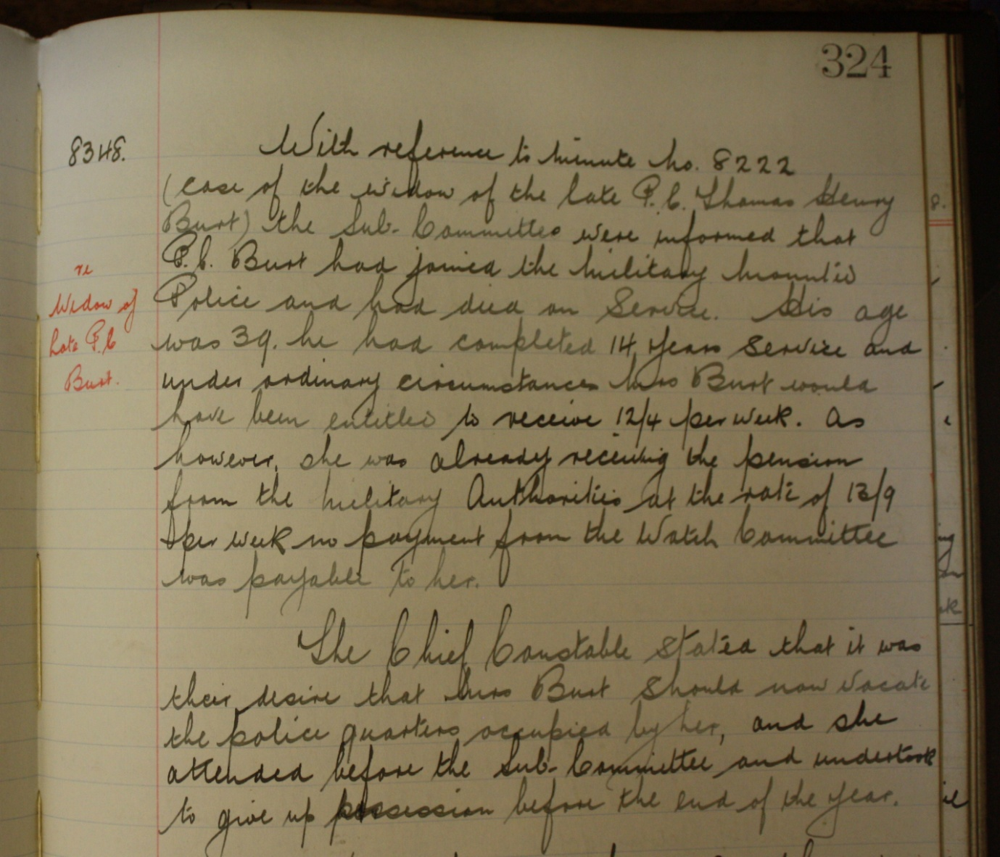 324
8348.
With reference to Minute No. 8222
(case of the Widow of the late P.C. Thomas Henry
Burt) the Sub-Committee were informed that
P.C. Burt had joined the Military Mounted
Police and had died on Service. His age
was 39. he had completed 14 years Service and
under ordinary circumstances Mrs Burt would
have been entitled to receive 12/4 per week. As
however, she was already receiving the pension
from the Military Authorities at the rate of 13/9
per week no payment from the Watch Committee
was payable to her.
re
Widow of
Late P.C
Burt.
The Chief Constable stated that it was
their desire that Mrs Burt should now vacate
the police quarters occupied by her, and she
attended before the Sub-Committee and undertook
to give up possession before the end of the year.